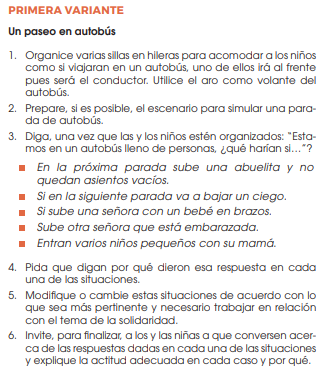 PRIMERA VARIANTE
Un paseo en autobús
1. Organice varias sillas en hileras para acomodar a los niños
como si viajaran en un autobús, uno de ellos irá al frente
pues será el conductor. Utilice el aro como volante del
autobús.
2. Prepare, si es posible, el escenario para simular una para-
da de autobús.
3. Diga, una vez que las y los niños estén organizados: “Esta-
mos en un autobús lleno de personas, ¿qué harían si...”?
■ En la próxima parada sube una abuelita y no
quedan asientos vacíos.
■ Si en la siguiente parada va a bajar un ciego.
■ Si sube una señora con un bebé en brazos.
■ Sube otra señora que está embarazada.
■ Entran varios niños pequeños con su mamá.
4. Pida que digan por qué dieron esa respuesta en cada
una de las situaciones.
5. Modifique o cambie estas situaciones de acuerdo con lo
que sea más pertinente y necesario trabajar en relación
con el tema de la solidaridad.
6. Invite, para finalizar, a los y las niñas a que conversen acer-
ca de las respuestas dadas en cada una de las situaciones
y explique la actitud adecuada en cada caso y por qué.